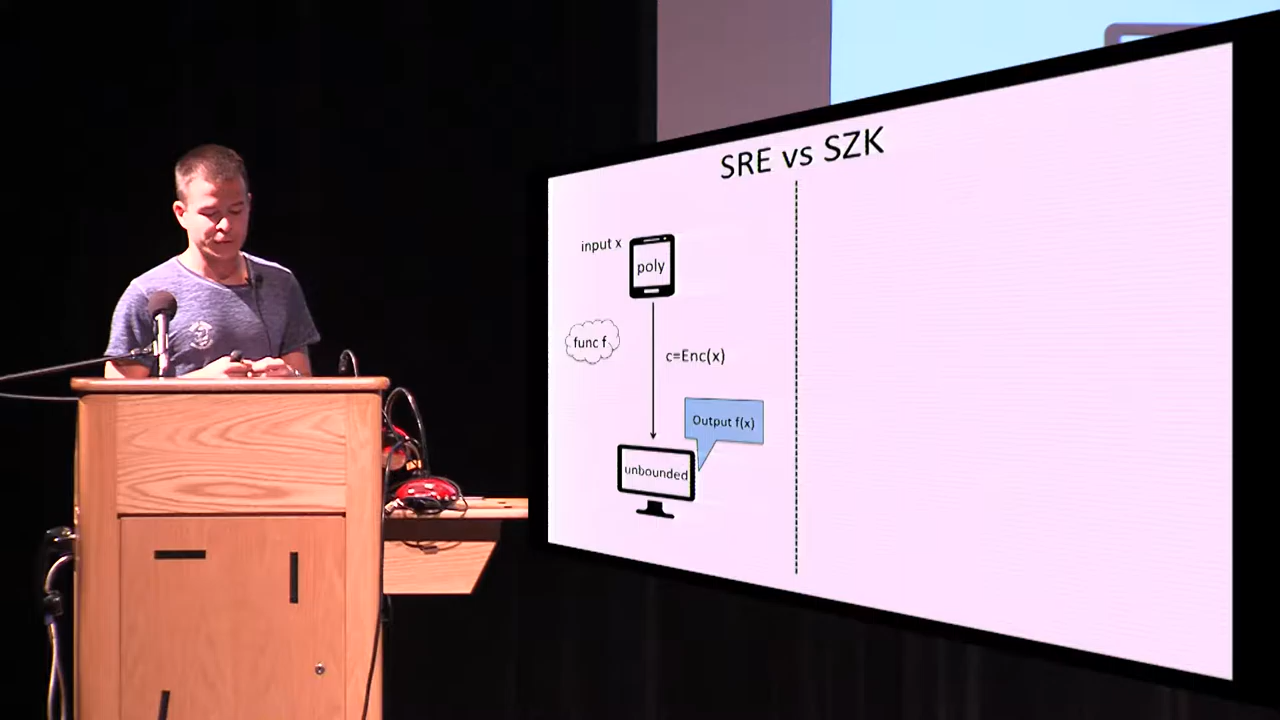 SRE vs SZK
input x
poly
func f
c=Enc(x)
Output f(x)
unbounded